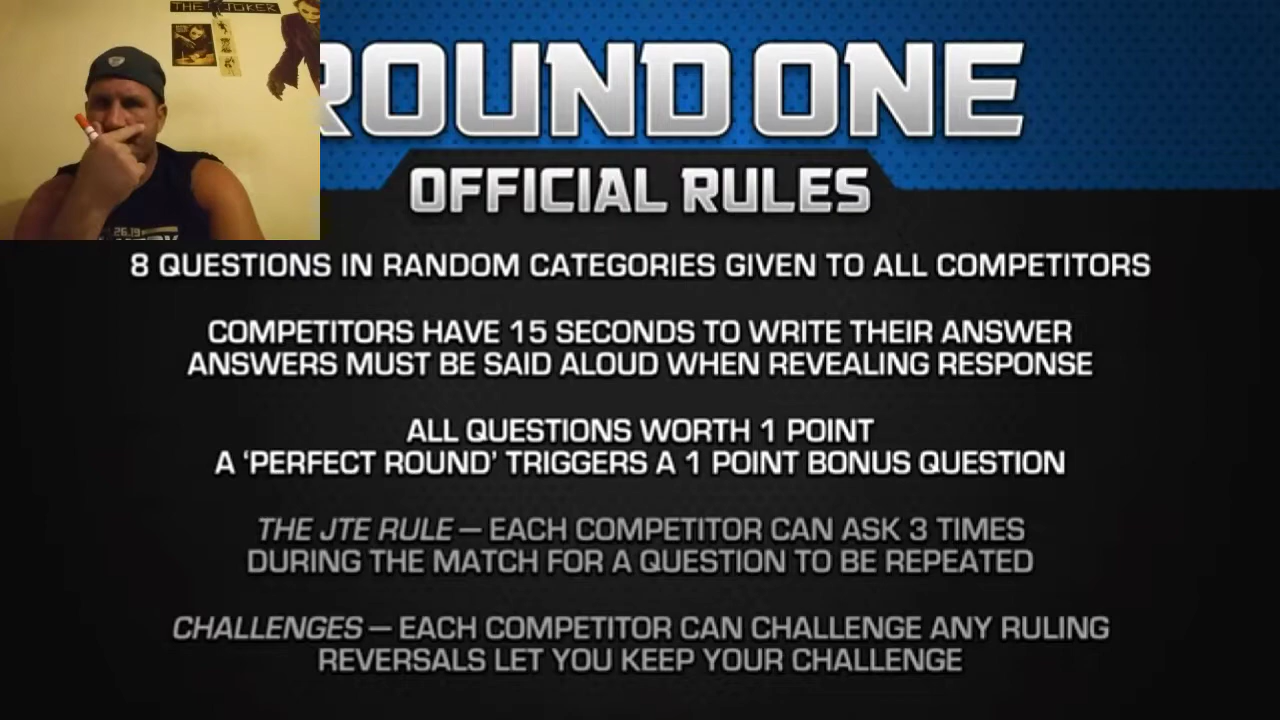 THE JOKER
ROUND ONE
OFFICIAL RULES
26.19
8 QUESTIONS IN RANDOM CATEGORIES GIVEN TO ALL COMPETITORS
COMPETITORS HAVE 15 SECONDS TO WRITE THEIR ANSWER
ANSWERS MUST BE SAID ALOUD WHEN REVEALING RESPONSE
ALL QUESTIONS WORTH 1 POINT
A ‘PERFECT ROUND’ TRIGGERS A 1 POINT BONUS QUESTION
THE JTE RULE – EACH COMPETITOR CAN ASK 3 TIMES
DURING THE MATCH FOR A QUESTION TO BE REPEATED
CHALLENGES – EACH COMPETITOR CAN CHALLENGE ANY RULING
REVERSALS LET YOU KEEP YOUR CHALLENGE